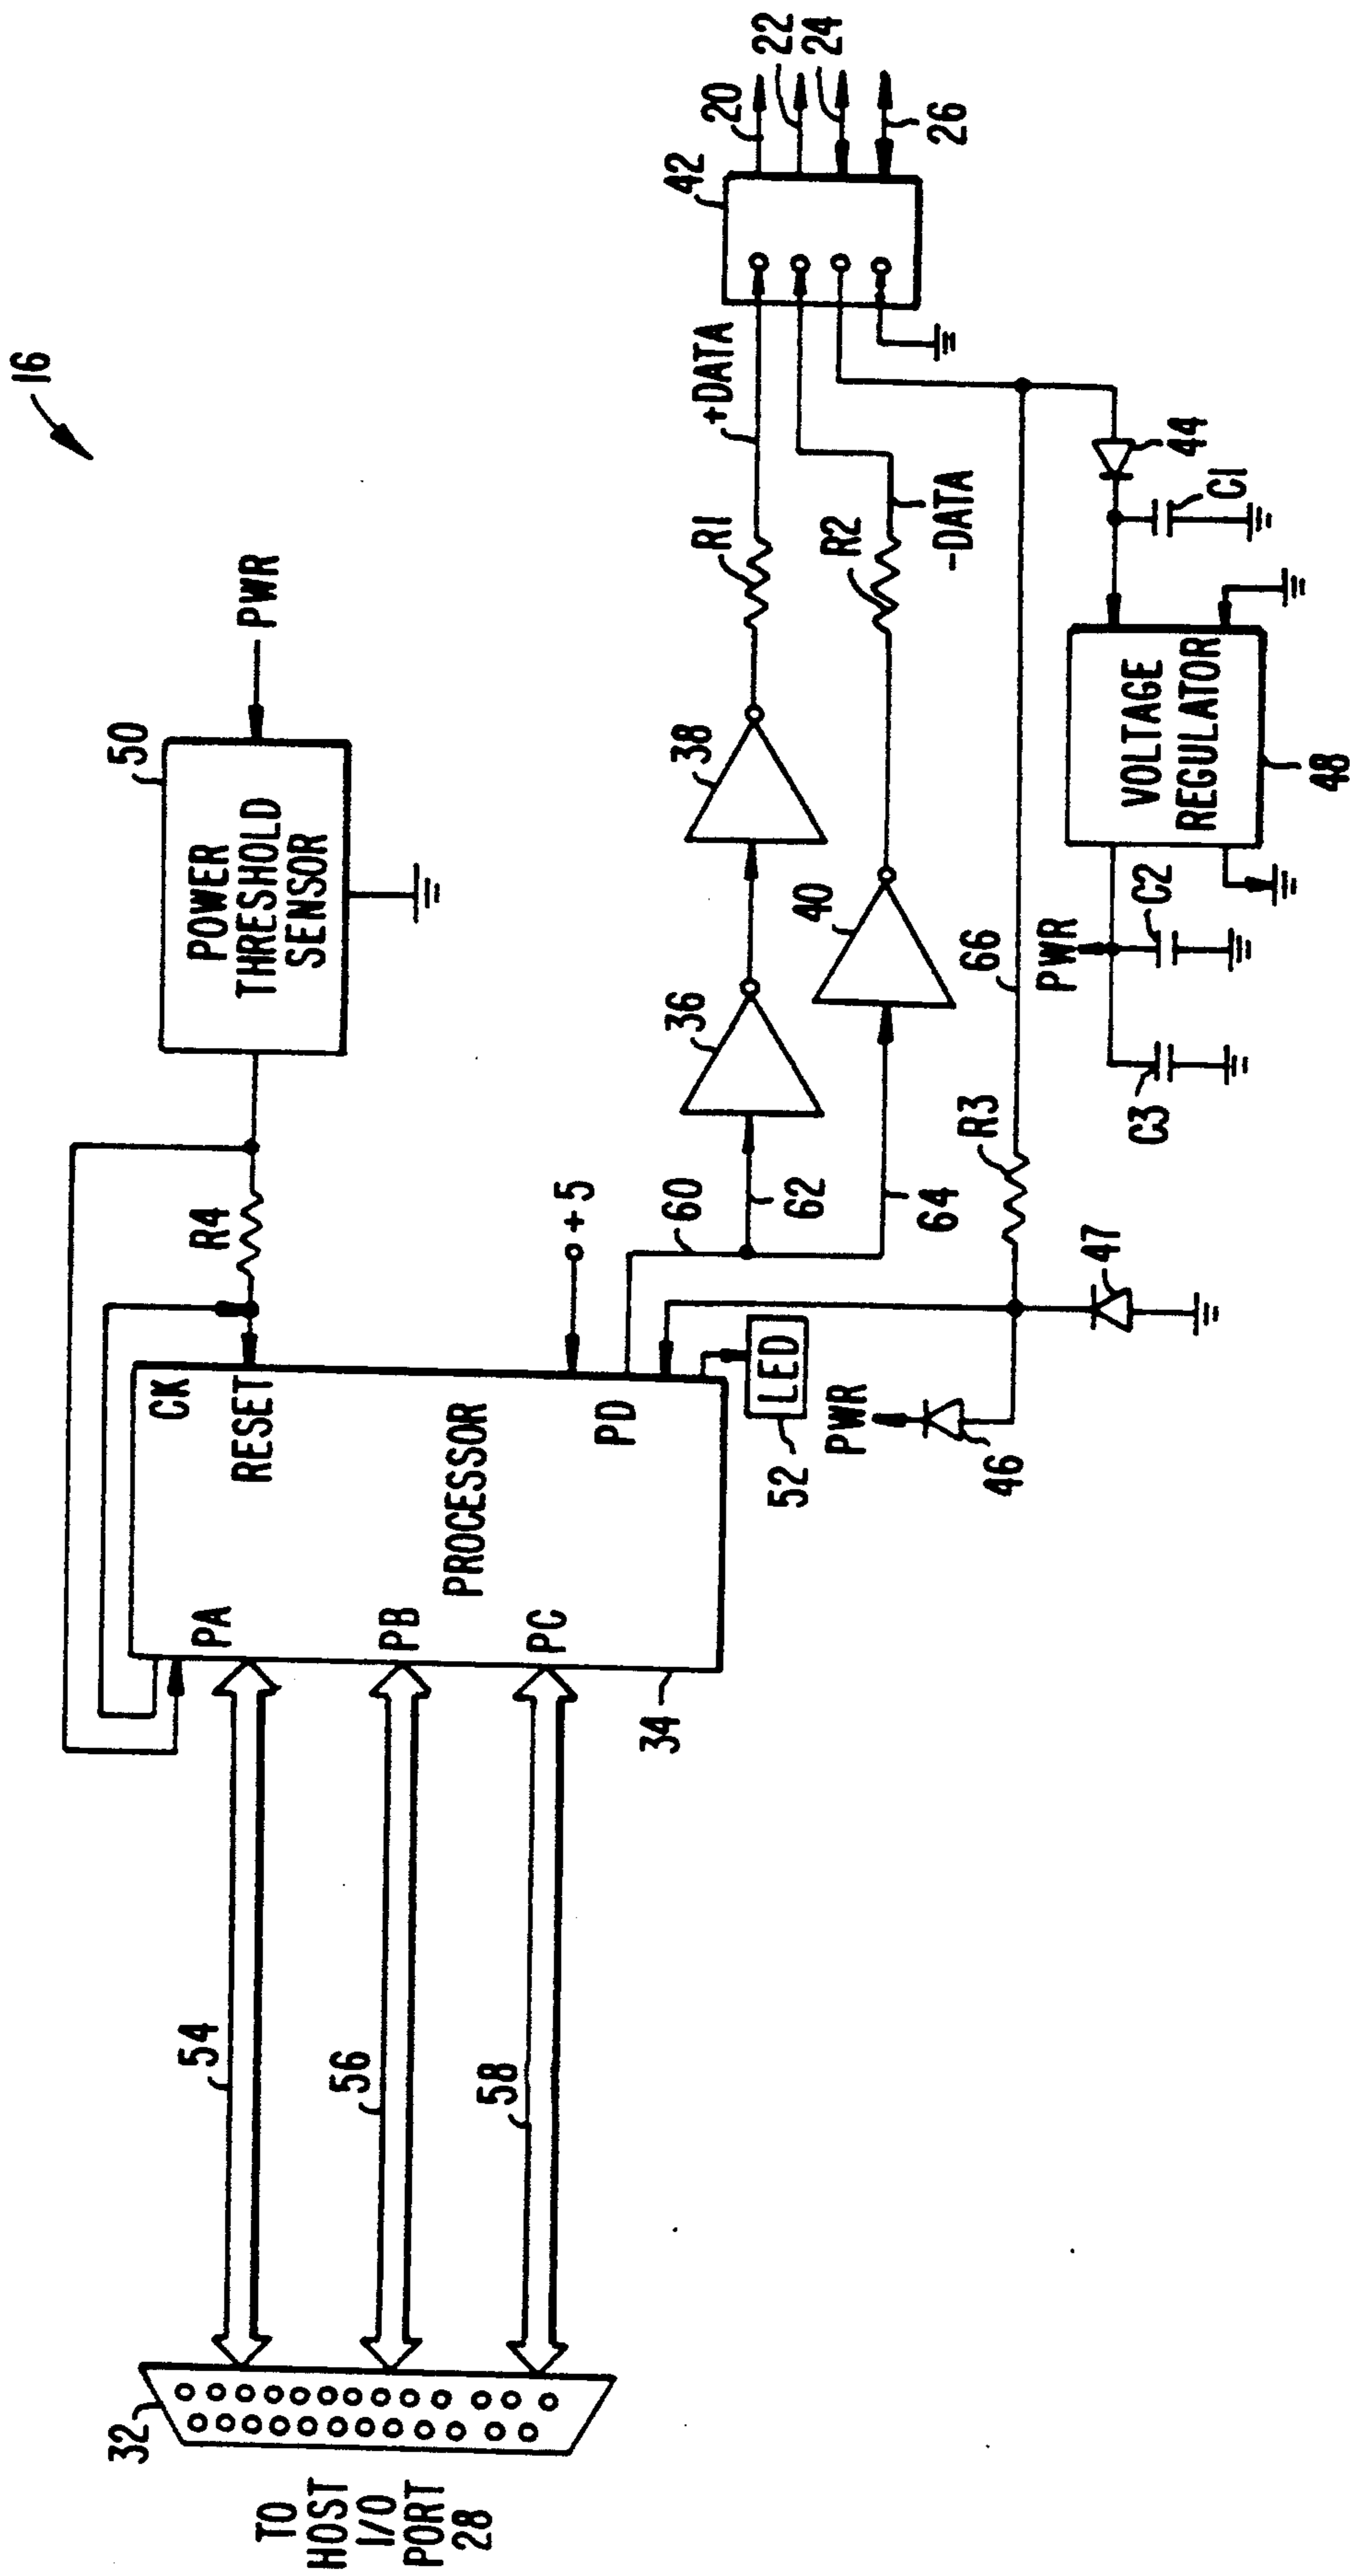 16
TO
HOST
I/O
PORT
28
32
54
56
58
34
PA
PB
PC
PROCESSOR
CK
RESET
PD
+5
R4
50
POWER
THRESHOLD
SENSOR
PWR
LED
52
60
62
64
36
38
40
R1
R2
+DATA
-DATA
42
20
22
24
26
PWR
46
47
R3
66
C3
PWR
C2
VOLTAGE
REGULATOR
48
C1
44